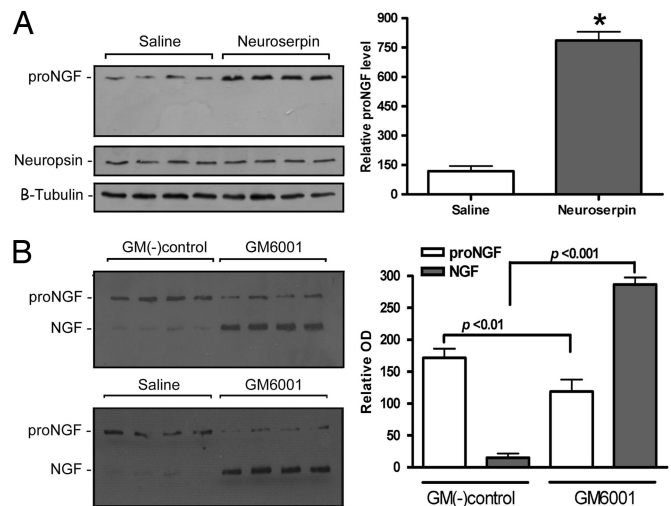 A
Saline Neuroserpin
proNGF -
Neuropsin -
β-Tubulin -
Relative proNGF level
900
750
600
450
300
150
0
*
Saline Neuroserpin
B
GM(-)control GM6001
proNGF -
NGF -
Saline GM6001
proNGF -
NGF -
proNGF
NGF
Relative OD
300
250
200
150
100
50
0
p <0.001
p <0.01
GM(-)control GM6001